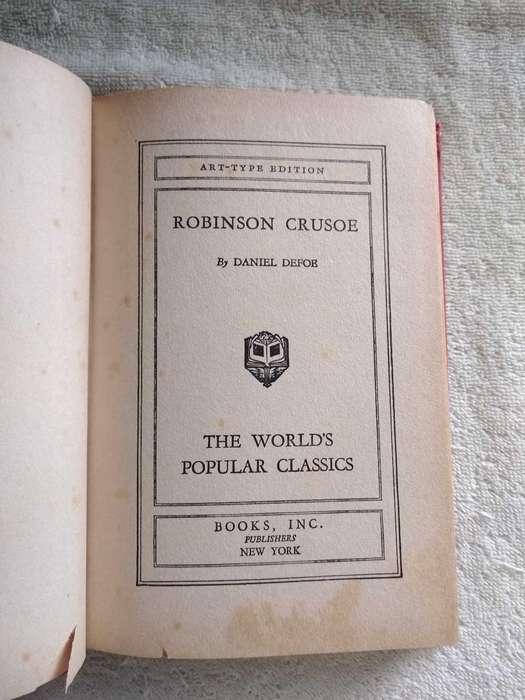 ART-TYPE EDITION
ROBINSON CRUSOE
By DANIEL DEFOE
THE WORLD'S
POPULAR CLASSICS
BOOKS, INC.
PUBLISHERS
NEW YORK